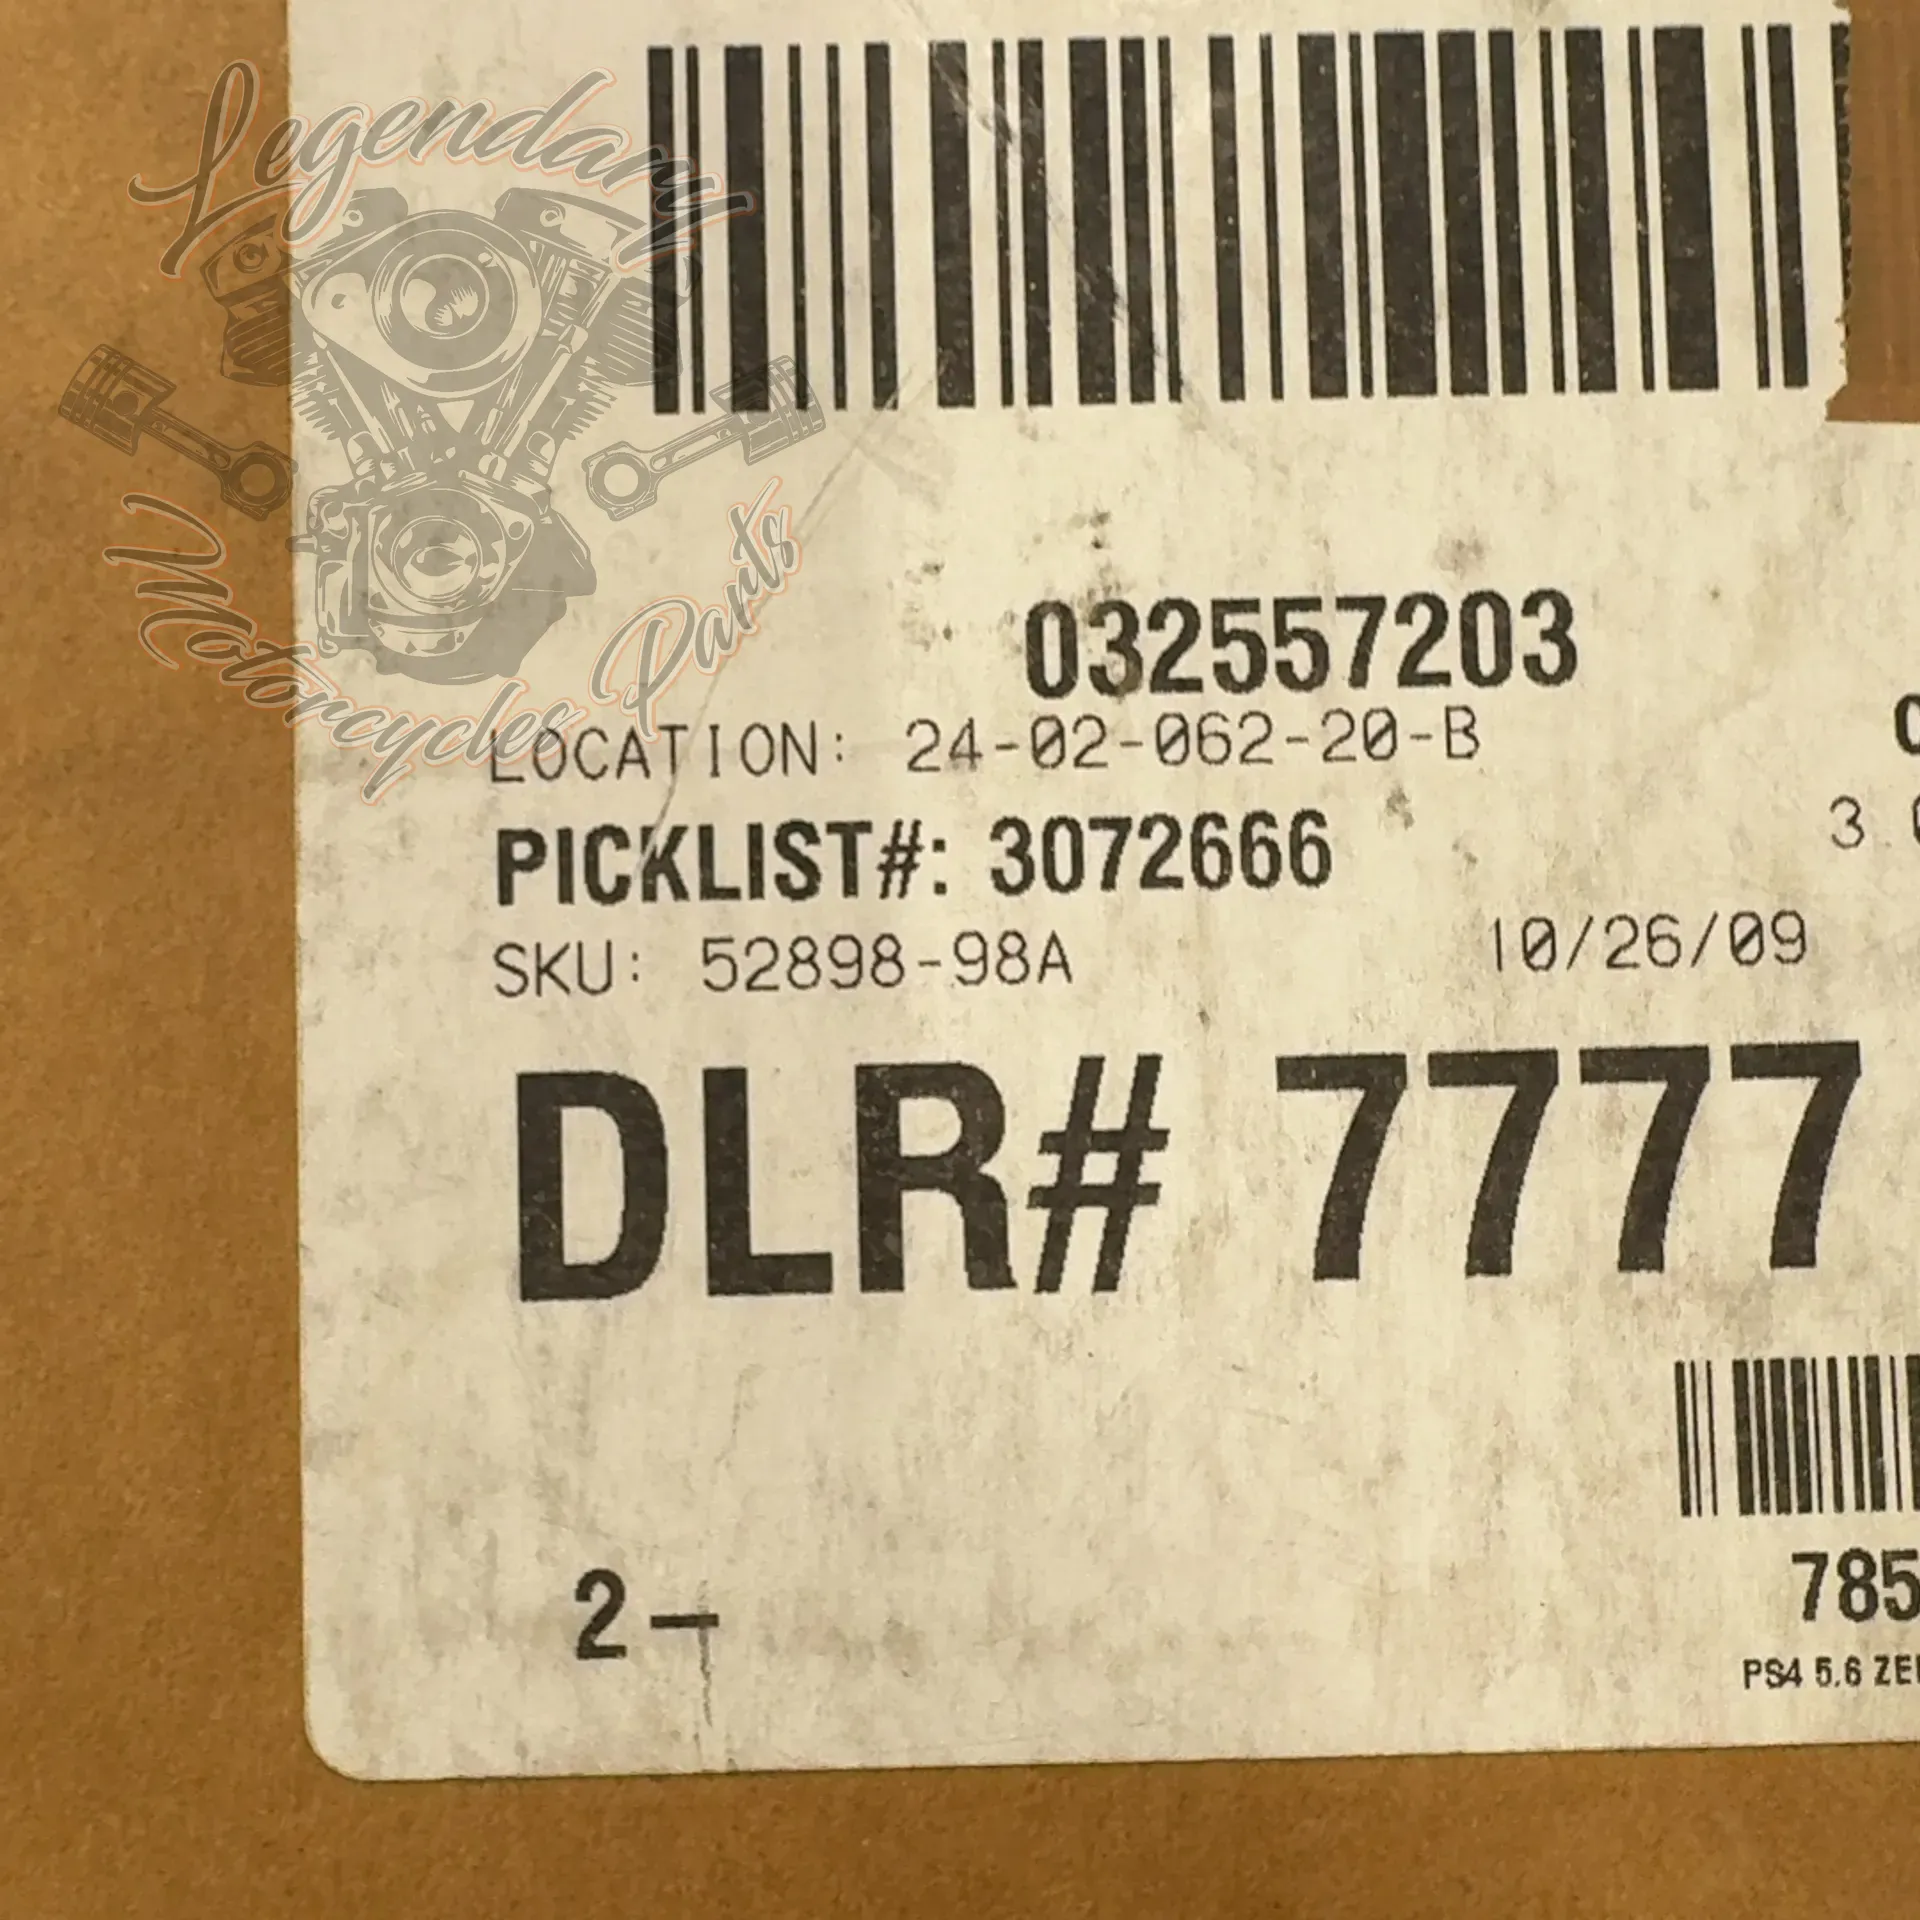 Legendary
Motorcycles Parts
032557203
LOCATION: 24-02-062-20-B
PICKLIST#: 3072666
SKU: 52898-98A 10/26/09
DLR# 7777
2-
785
PS4 5.6